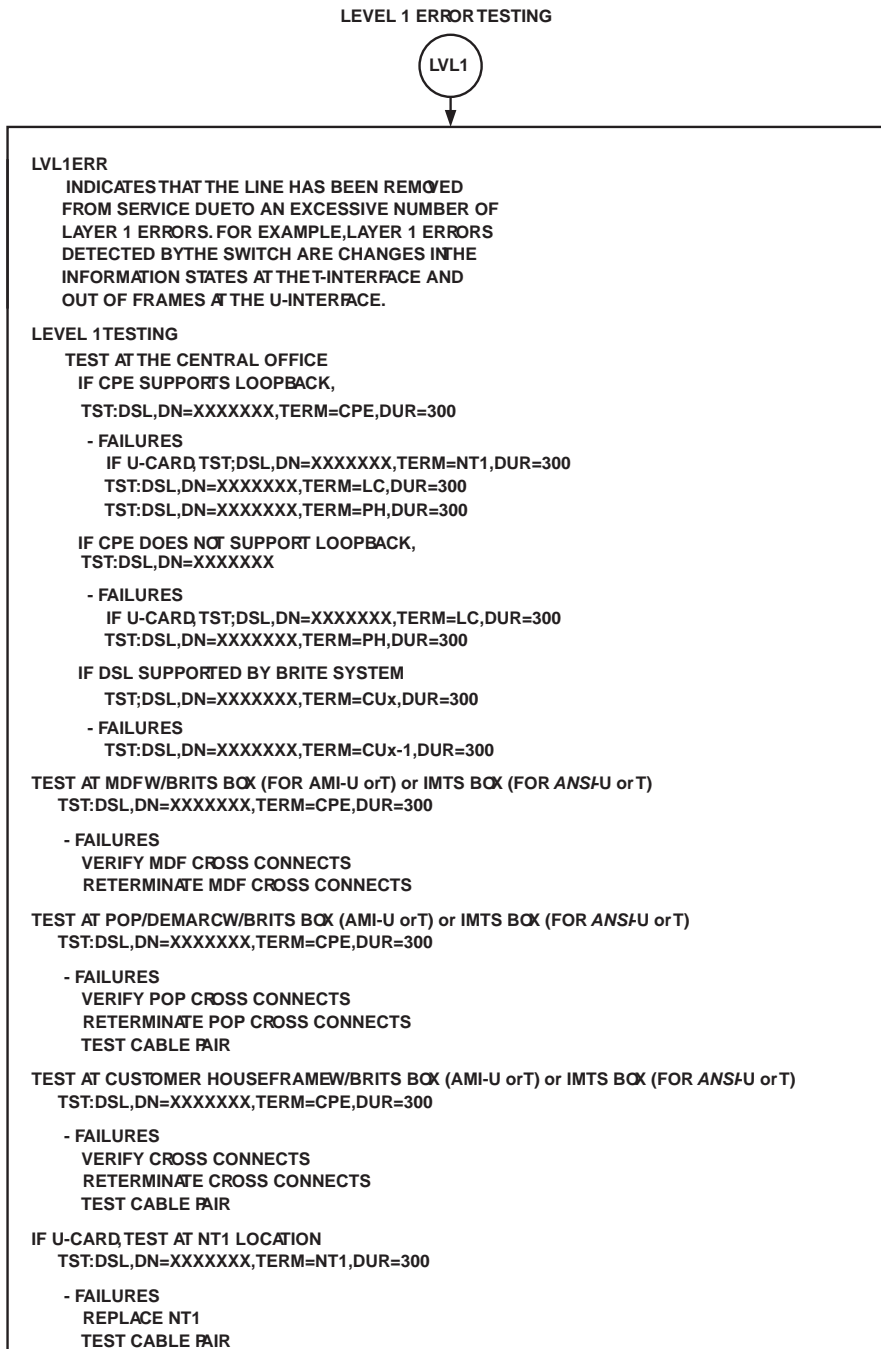 LEVEL 1 ERROR TESTING
LVL1
LVL1ERR
INDICATES THAT THE LINE HAS BEEN REMOVED
FROM SERVICE DUE TO AN EXCESSIVE NUMBER OF
LAYER 1 ERRORS. FOR EXAMPLE, LAYER 1 ERRORS
DETECTED BY THE SWITCH ARE CHANGES IN THE
INFORMATION STATES AT THE T-INTERFACE AND
OUT OF FRAMES AT THE U-INTERFACE.
LEVEL 1 TESTING
TEST AT THE CENTRAL OFFICE
IF CPE SUPPORTS LOOPBACK,
TST:DSL,DN=XXXXXXX,TERM=CPE,DUR=300
- FAILURES
IF U-CARD, TST;DSL,DN=XXXXXXX,TERM=NT1,DUR=300
TST:DSL,DN=XXXXXXX,TERM=LC,DUR=300
TST:DSL,DN=XXXXXXX,TERM=PH,DUR=300
IF CPE DOES NOT SUPPORT LOOPBACK,
TST:DSL,DN=XXXXXXX
- FAILURES
IF U-CARD, TST;DSL,DN=XXXXXXX,TERM=LC,DUR=300
TST:DSL,DN=XXXXXXX,TERM=PH,DUR=300
IF DSL SUPPORTED BY BRITE SYSTEM
TST;DSL,DN=XXXXXXX,TERM=CUx,DUR=300
- FAILURES
TST:DSL,DN=XXXXXXX,TERM=CUx-1,DUR=300
TEST AT MDF W/BRITS BOX (FOR AMI-U or T) or IMTS BOX (FOR ANSI-U or T)
TST:DSL,DN=XXXXXXX,TERM=CPE,DUR=300
- FAILURES
VERIFY MDF CROSS CONNECTS
RETERMINATE MDF CROSS CONNECTS
TEST AT POP/DEMARC W/BRITS BOX (AMI-U or T) or IMTS BOX (FOR ANSI-U or T)
TST:DSL,DN=XXXXXXX,TERM=CPE,DUR=300
- FAILURES
VERIFY POP CROSS CONNECTS
RETERMINATE POP CROSS CONNECTS
TEST CABLE PAIR
TEST AT CUSTOMER HOUSEFRAME W/BRITS BOX (AMI-U or T) or IMTS BOX (FOR ANSI-U or T)
TST:DSL,DN=XXXXXXX,TERM=CPE,DUR=300
- FAILURES
VERIFY CROSS CONNECTS
RETERMINATE CROSS CONNECTS
TEST CABLE PAIR
IF U-CARD, TEST AT NT1 LOCATION
TST:DSL,DN=XXXXXXX,TERM=NT1,DUR=300
- FAILURES
REPLACE NT1
TEST CABLE PAIR